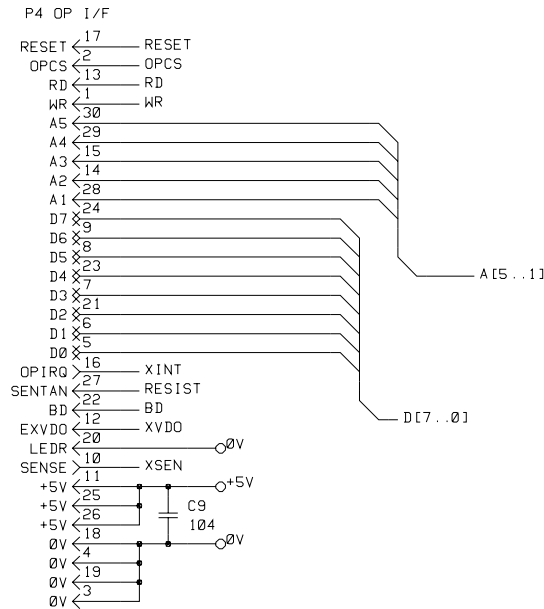 P4 OP I/F
RESET 17 RESET
OPCS 2 OPCS
RD 13 RD
WR 1 WR
A5 30
A4 29
A3 15
A2 14
A1 28
D7 24
D6 9
D5 8
D4 23
A[5..1]
D3 7
D2 21
D1 6
D0 5
OPIRQ 16 XINT
SENTAN 27 RESIST
BD 22 BD
D[7..0]
EXVDO 12 XVDO
LEDR 20 0V
SENSE 10 XSEN
+5V 11 +5V
+5V 25 C9
+5V 26 104
0V 18 0V
0V 4
0V 19
0V 3